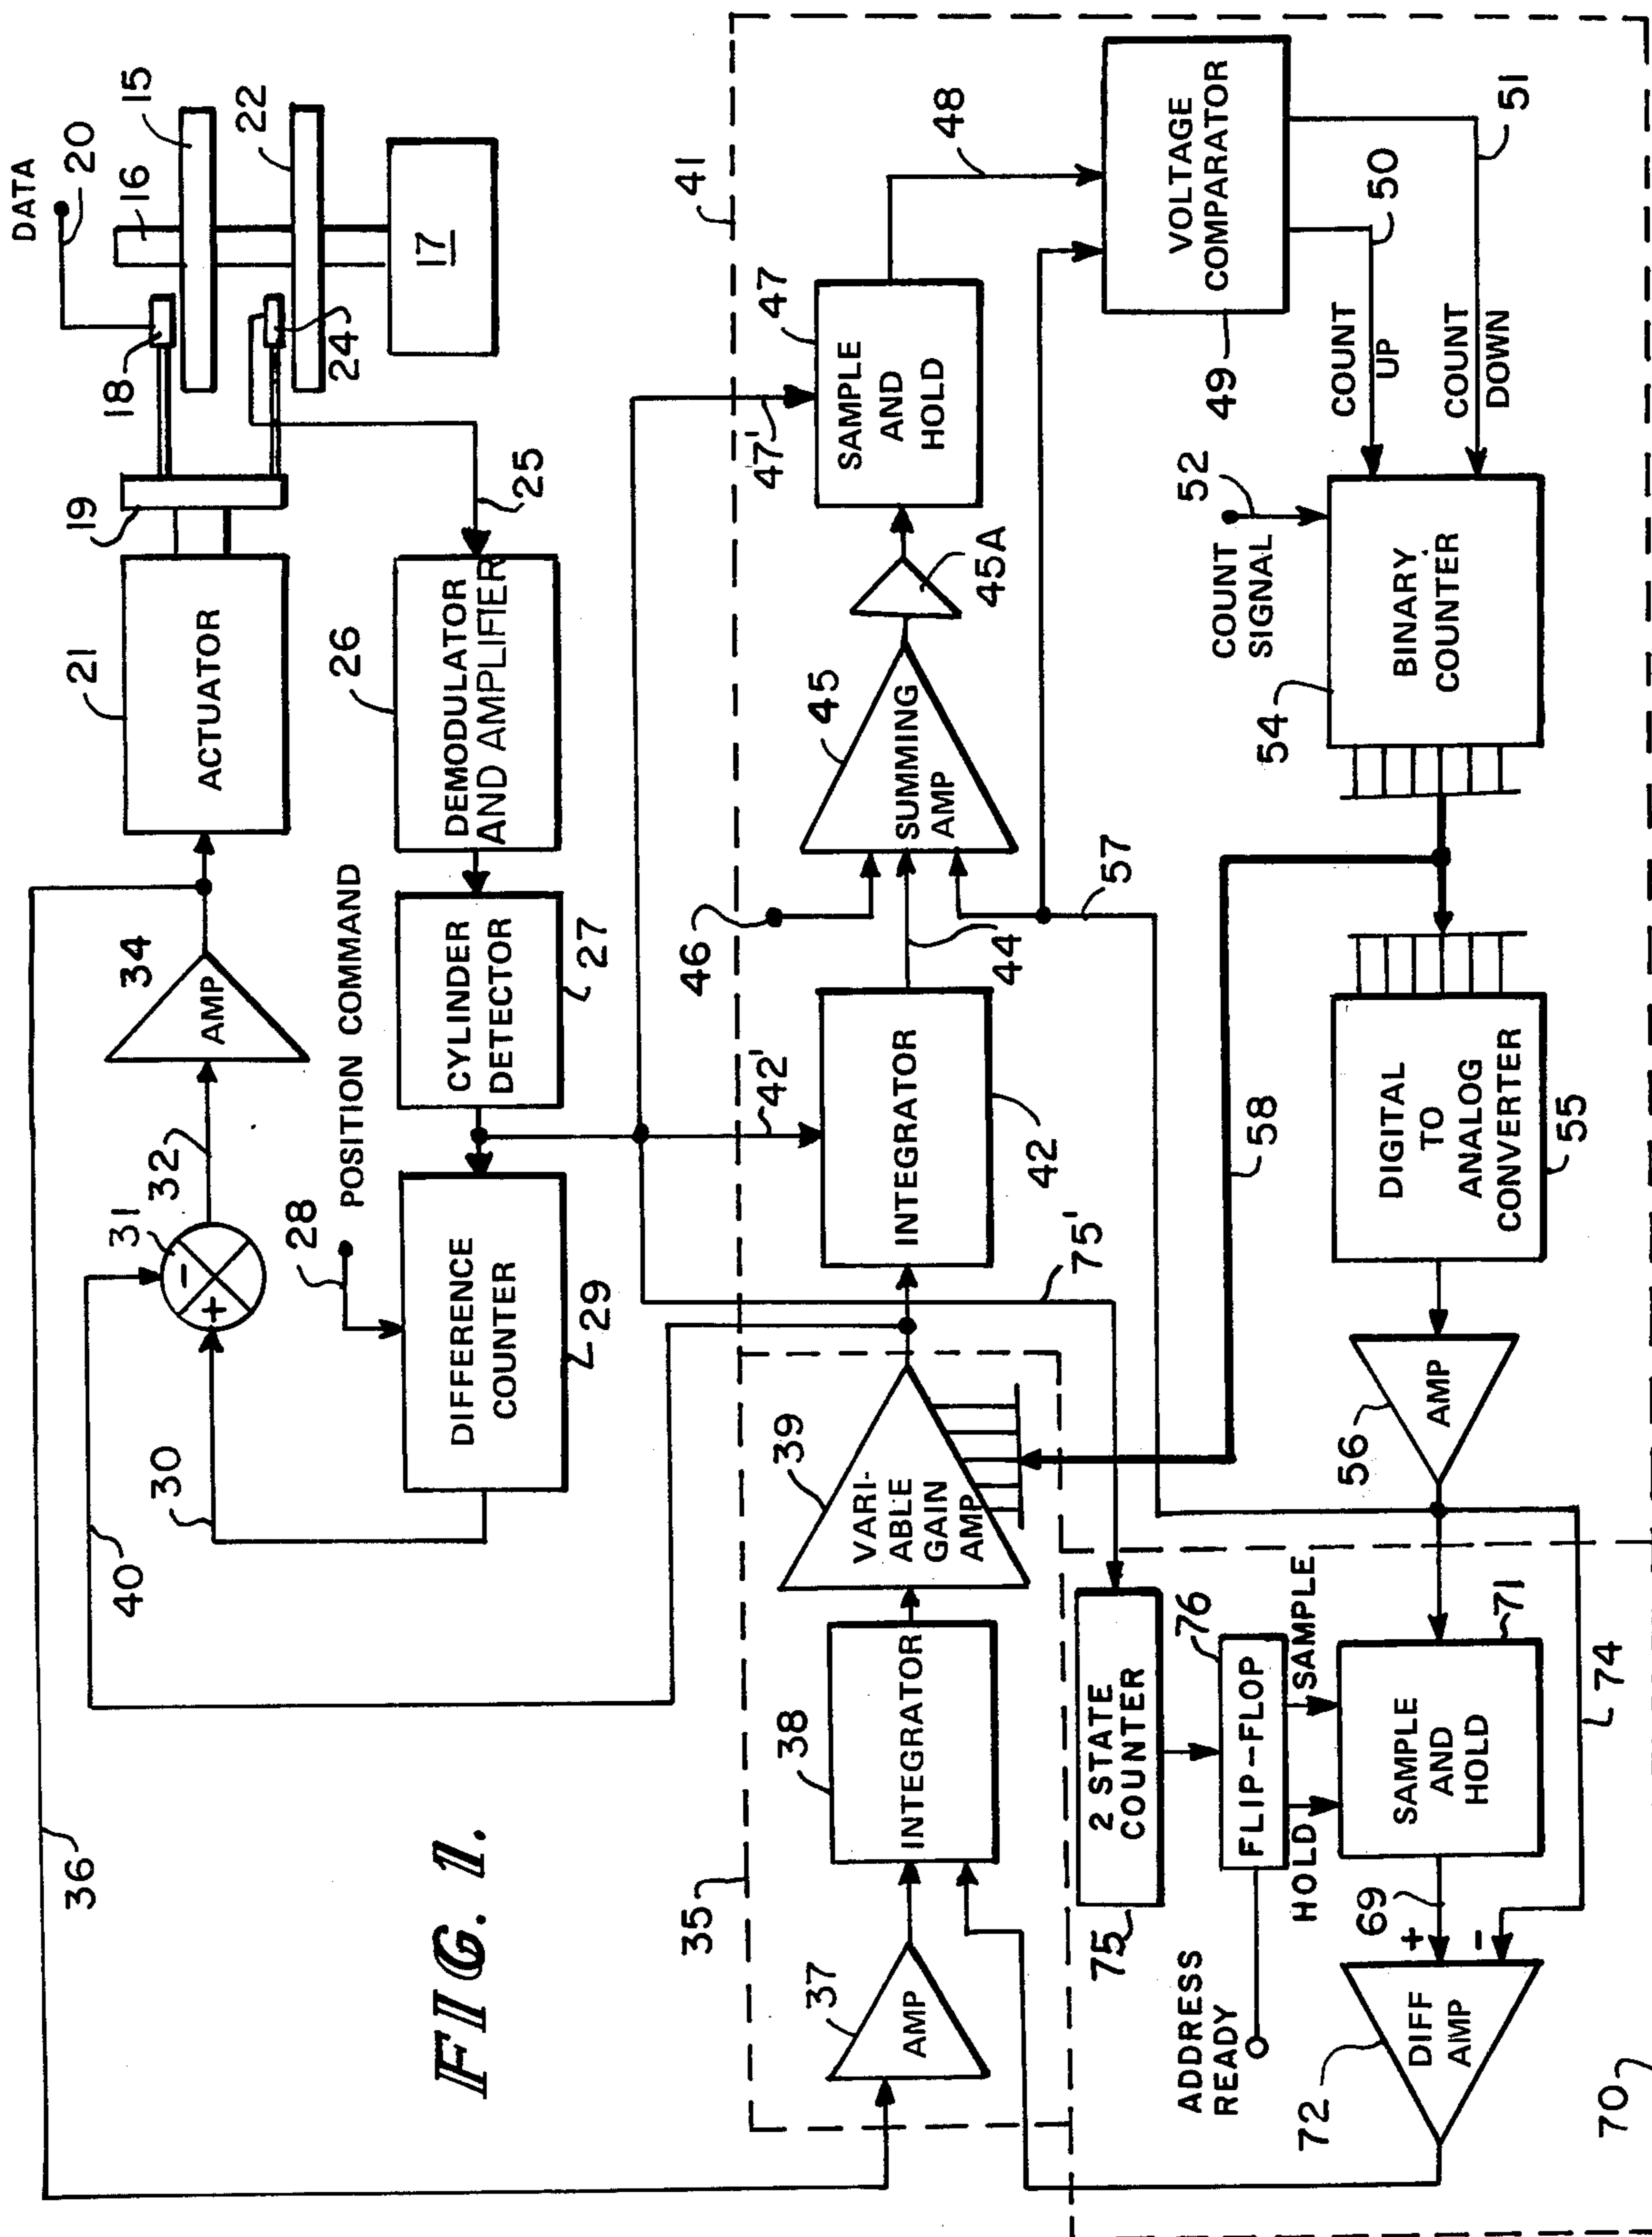 FIG. 1.
DATA
20
16
15
22
17
18
24
19
21
ACTUATOR
25
26
DEMODULATOR
AND AMPLIFIER
CYLINDER
DETECTOR
27
POSITION COMMAND
28
DIFFERENCE
COUNTER
29
30
31
+
-
32
34
AMP
36
40
35
37
AMP
38
INTEGRATOR
39
VARI-
ABLE
GAIN
AMP
41
42'
INTEGRATOR
42
44
46
45
SUMMING
AMP
45A
47'
47
SAMPLE
AND
HOLD
48
VOLTAGE
COMPARATOR
49
50
51
COUNT
UP
COUNT
DOWN
52
COUNT
SIGNAL
54
BINARY
COUNTER
57
58
DIGITAL
TO
ANALOG
CONVERTER
55
56
AMP
75'
2 STATE
COUNTER
75
76
FLIP-FLOP
SAMPLE
HOLD
ADDRESS
READY
SAMPLE
AND
HOLD
71
69
+
-
74
72
DIFF
AMP
70